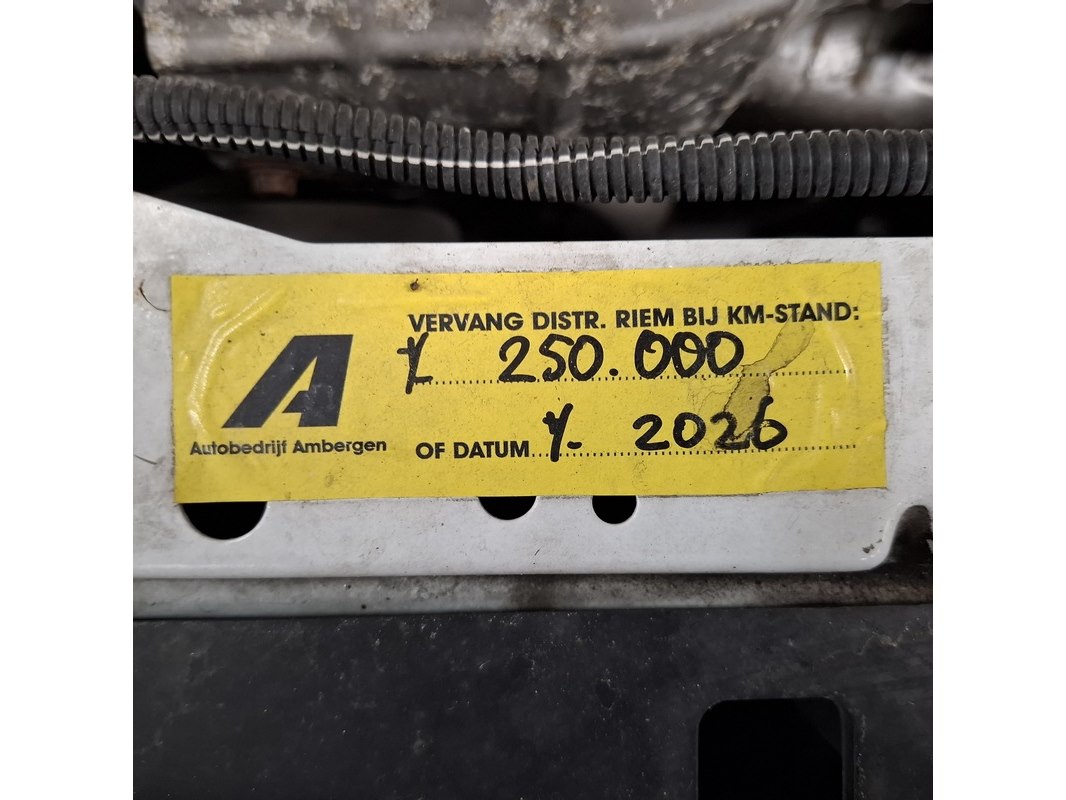 A
Autobedrijf Ambergen
VERVANG DISTR. RIEM BIJ KM-STAND:
250.000
OF DATUM 2026